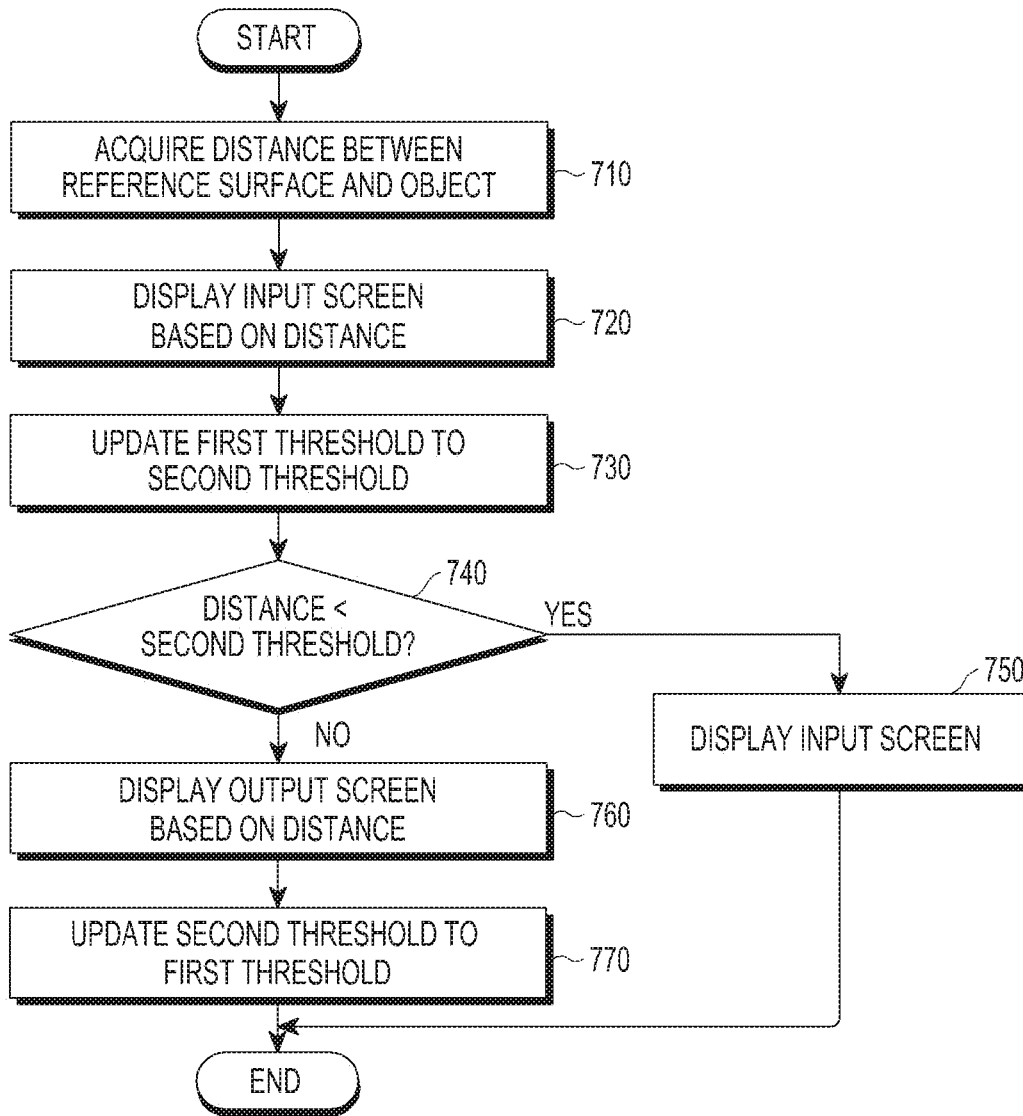 START
ACQUIRE DISTANCE BETWEEN
REFERENCE SURFACE AND OBJECT
710
DISPLAY INPUT SCREEN
BASED ON DISTANCE
720
UPDATE FIRST THRESHOLD TO
SECOND THRESHOLD
730
740
DISTANCE <
SECOND THRESHOLD?
YES
750
DISPLAY INPUT SCREEN
NO
DISPLAY OUTPUT SCREEN
BASED ON DISTANCE
760
UPDATE SECOND THRESHOLD TO
FIRST THRESHOLD
770
END